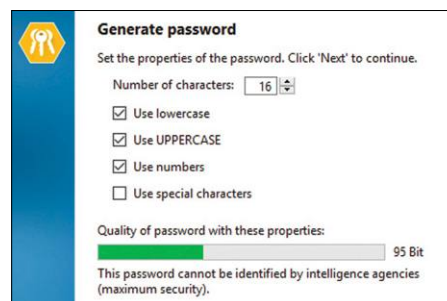 Generate password
Set the properties of the password. Click 'Next' to continue.
Number of characters: 16
Use lowercase
Use UPPERCASE
Use numbers
Use special characters
Quality of password with these properties:
95 Bit
This password cannot be identified by intelligence agencies
(maximum security).